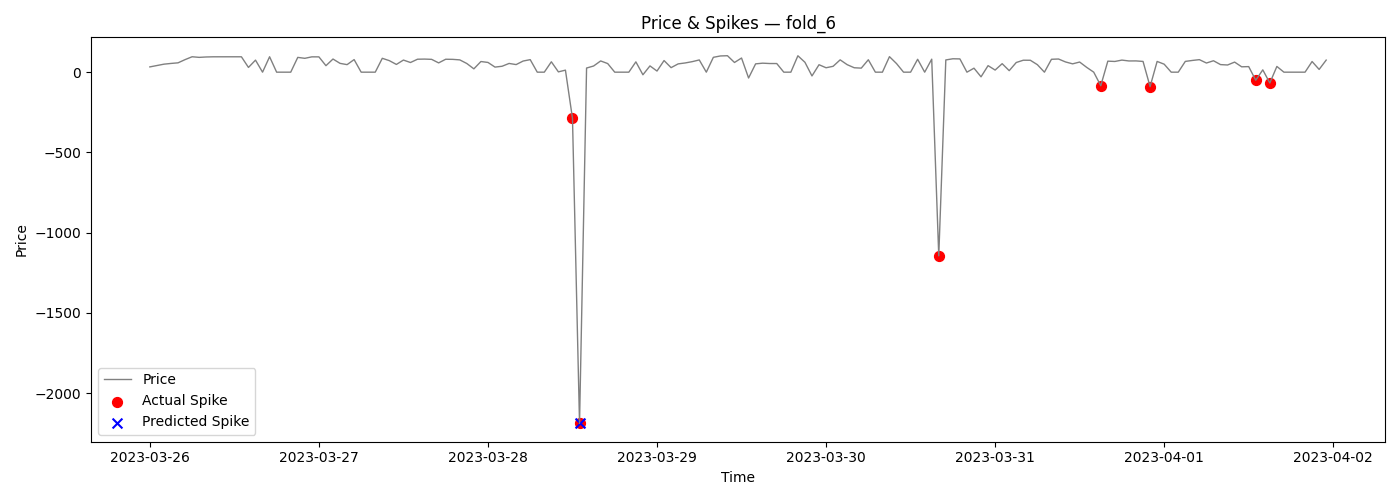 Price & Spikes — fold_6
Price
0
−500
−1000
−1500
−2000
Price
Actual Spike
Predicted Spike
2023-03-26 2023-03-27 2023-03-28 2023-03-29 2023-03-30 2023-03-31 2023-04-01 2023-04-02
Time